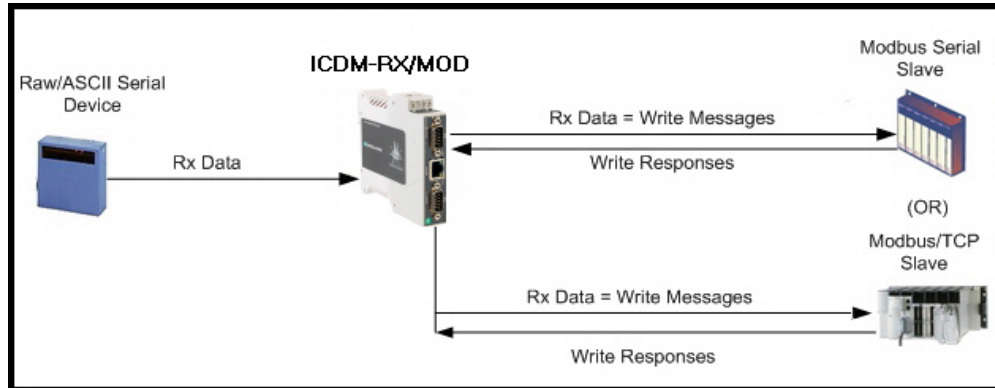 ICDM-RX/MOD
Raw/ASCII Serial
Device
Rx Data
Modbus Serial
Slave
Rx Data = Write Messages
Write Responses
(OR)
Modbus/TCP
Slave
Rx Data = Write Messages
Write Responses